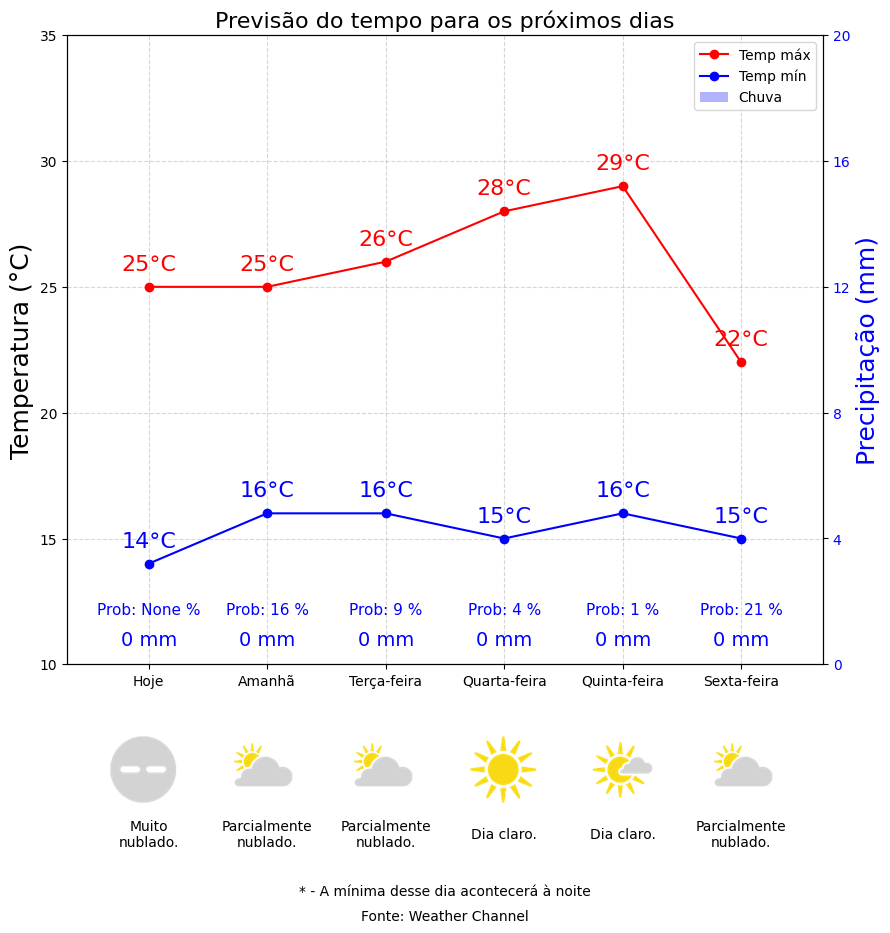 Previsão do tempo para os próximos dias
35
30
25
20
15
10
Temperatura (°C)
20
16
12
8
4
0
Precipitação (mm)
Temp máx
Temp mín
Chuva
25°C 25°C 26°C 28°C 29°C 22°C
14°C 16°C 16°C 15°C 16°C 15°C
Prob: None % Prob: 16 % Prob: 9 % Prob: 4 % Prob: 1 % Prob: 21 %
0 mm 0 mm 0 mm 0 mm 0 mm 0 mm
Hoje Amanhã Terça-feira Quarta-feira Quinta-feira Sexta-feira
Muito
nublado.
Parcialmente
nublado.
Parcialmente
nublado.
Dia claro.
Dia claro.
Parcialmente
nublado.
* - A mínima desse dia acontecerá à noite
Fonte: Weather Channel